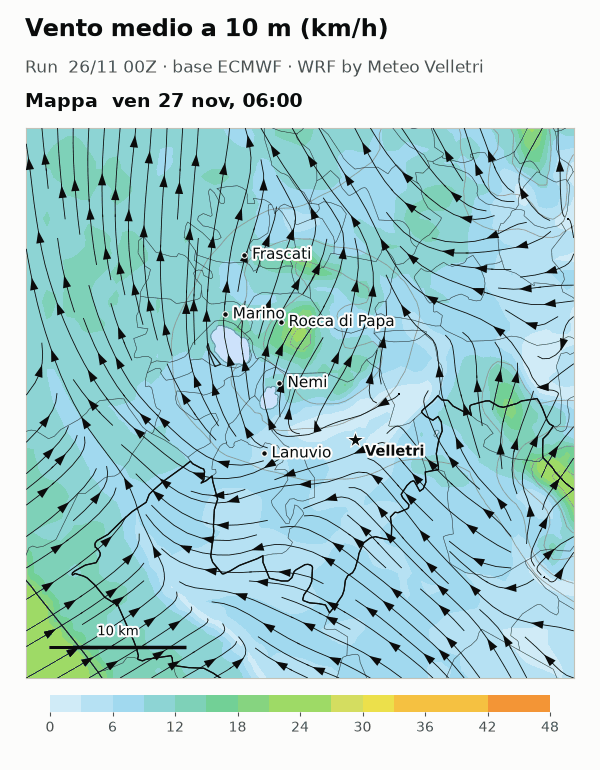 Vento medio a 10 m (km/h)
Run  26/11 00Z · base ECMWF · WRF by Meteo Velletri
Mappa  ven 27 nov, 06:00
Frascati
Marino
Rocca di Papa
Nemi
Velletri
Lanuvio
10 km
0 6 12 18 24 30 36 42 48